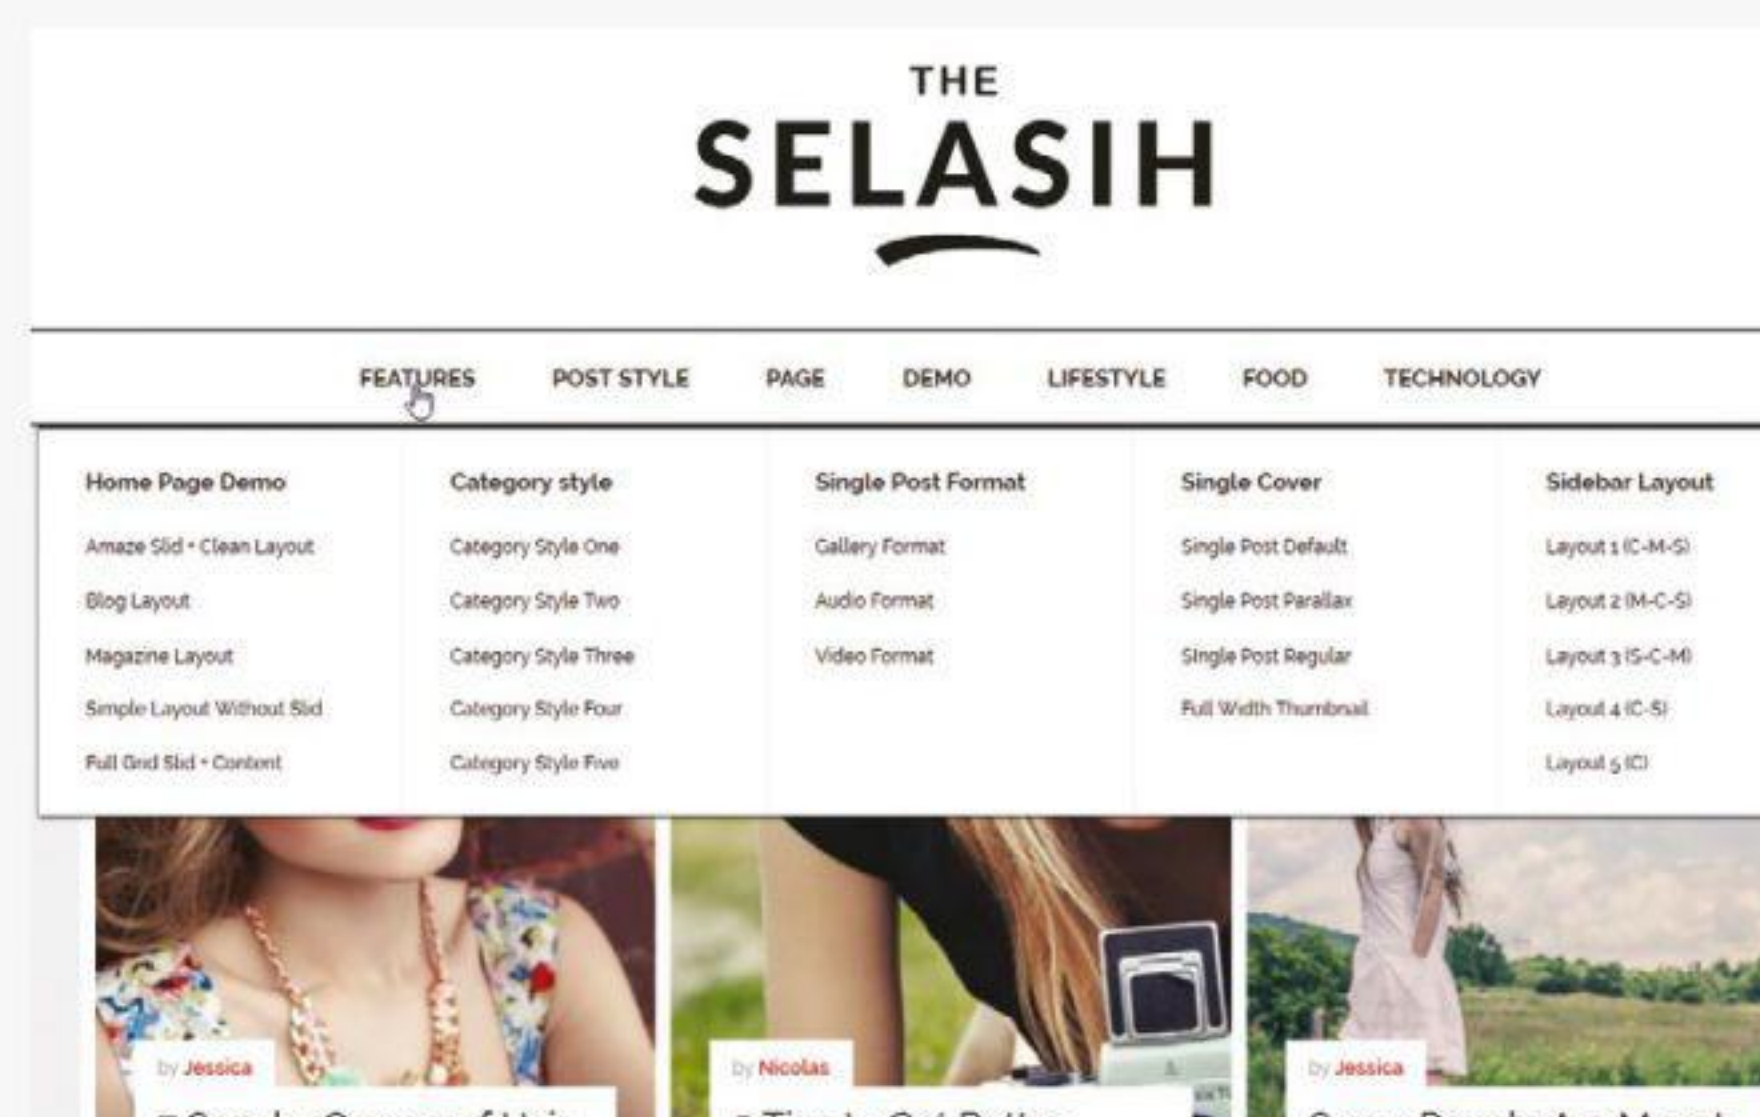 THE
SELASIH
FEATURES POST STYLE PAGE DEMO LIFESTYLE FOOD TECHNOLOGY
Home Page Demo
Amaze Slid + Clean Layout
Blog Layout
Magazine Layout
Simple Layout Without Slid
Full Grid Slid + Content
Category style
Category Style One
Category Style Two
Category Style Three
Category Style Four
Category Style Five
Single Post Format
Gallery Format
Audio Format
Video Format
Single Cover
Single Post Default
Single Post Parallax
SIngle Post Regular
Full Width Thumbnail
Sidebar Layout
Layout 1 (C-M-S)
Layout 2 (M-C-S)
Layout 3 (S-C-M)
Layout 4 (C-S)
Layout 5 (C)
by Jessica
by Nicolas
by Jessica